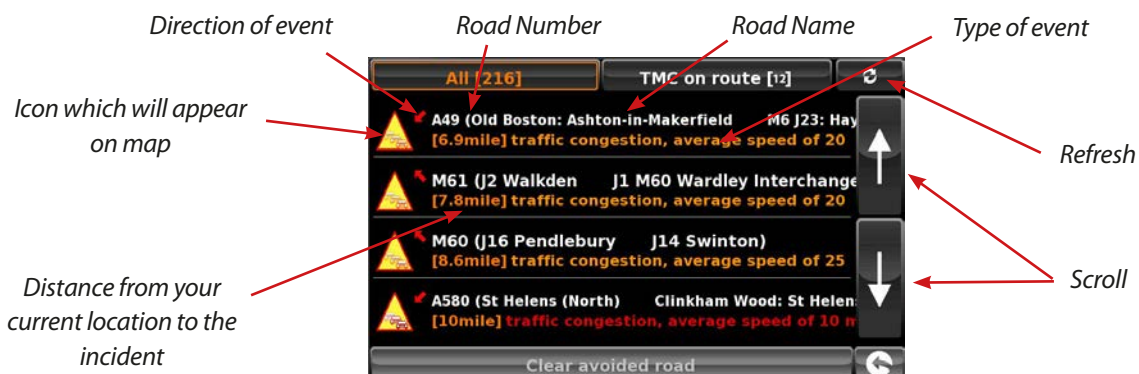 Direction of event
Road Number
Road Name
Type of event
Icon which will appear
on map
All [216]
TMC on route [12]
A49 (Old Boston: Ashton-in-Makerfield M6 J23: Hay
[6.9mile] traffic congestion, average speed of 20
M61 (J2 Walkden J1 M60 Wardley Interchange
[7.8mile] traffic congestion, average speed of 20
M60 (J16 Pendlebury J14 Swinton)
[8.6mile] traffic congestion, average speed of 25
A580 (St Helens (North) Clinkham Wood: St Helen
[10mile] traffic congestion, average speed of 10 m
Clear avoided road
Refresh
Scroll
Distance from your
current location to the
incident